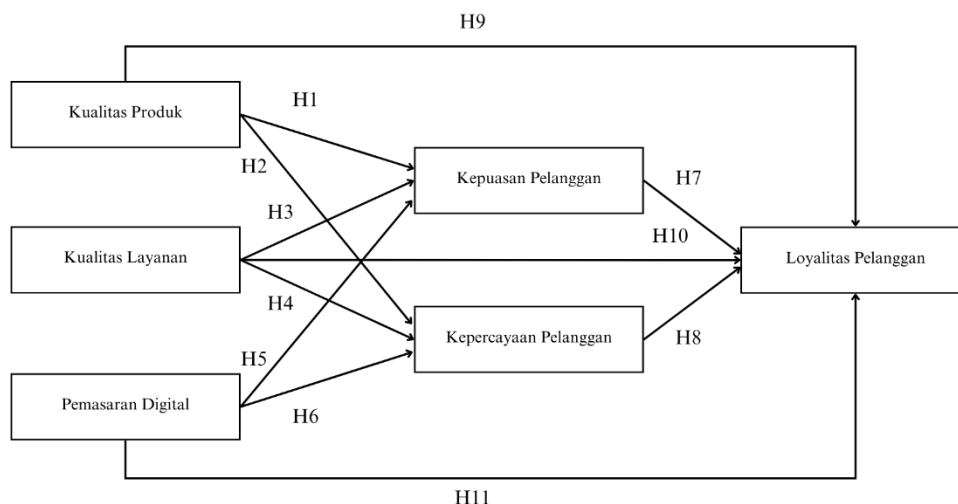 H9
Kualitas Produk
H1
H2
Kepuasan Pelanggan
H7
H3
Kualitas Layanan
H10
Loyalitas Pelanggan
H4
Kepercayaan Pelanggan
H8
H5
Pemasaran Digital
H6
H11